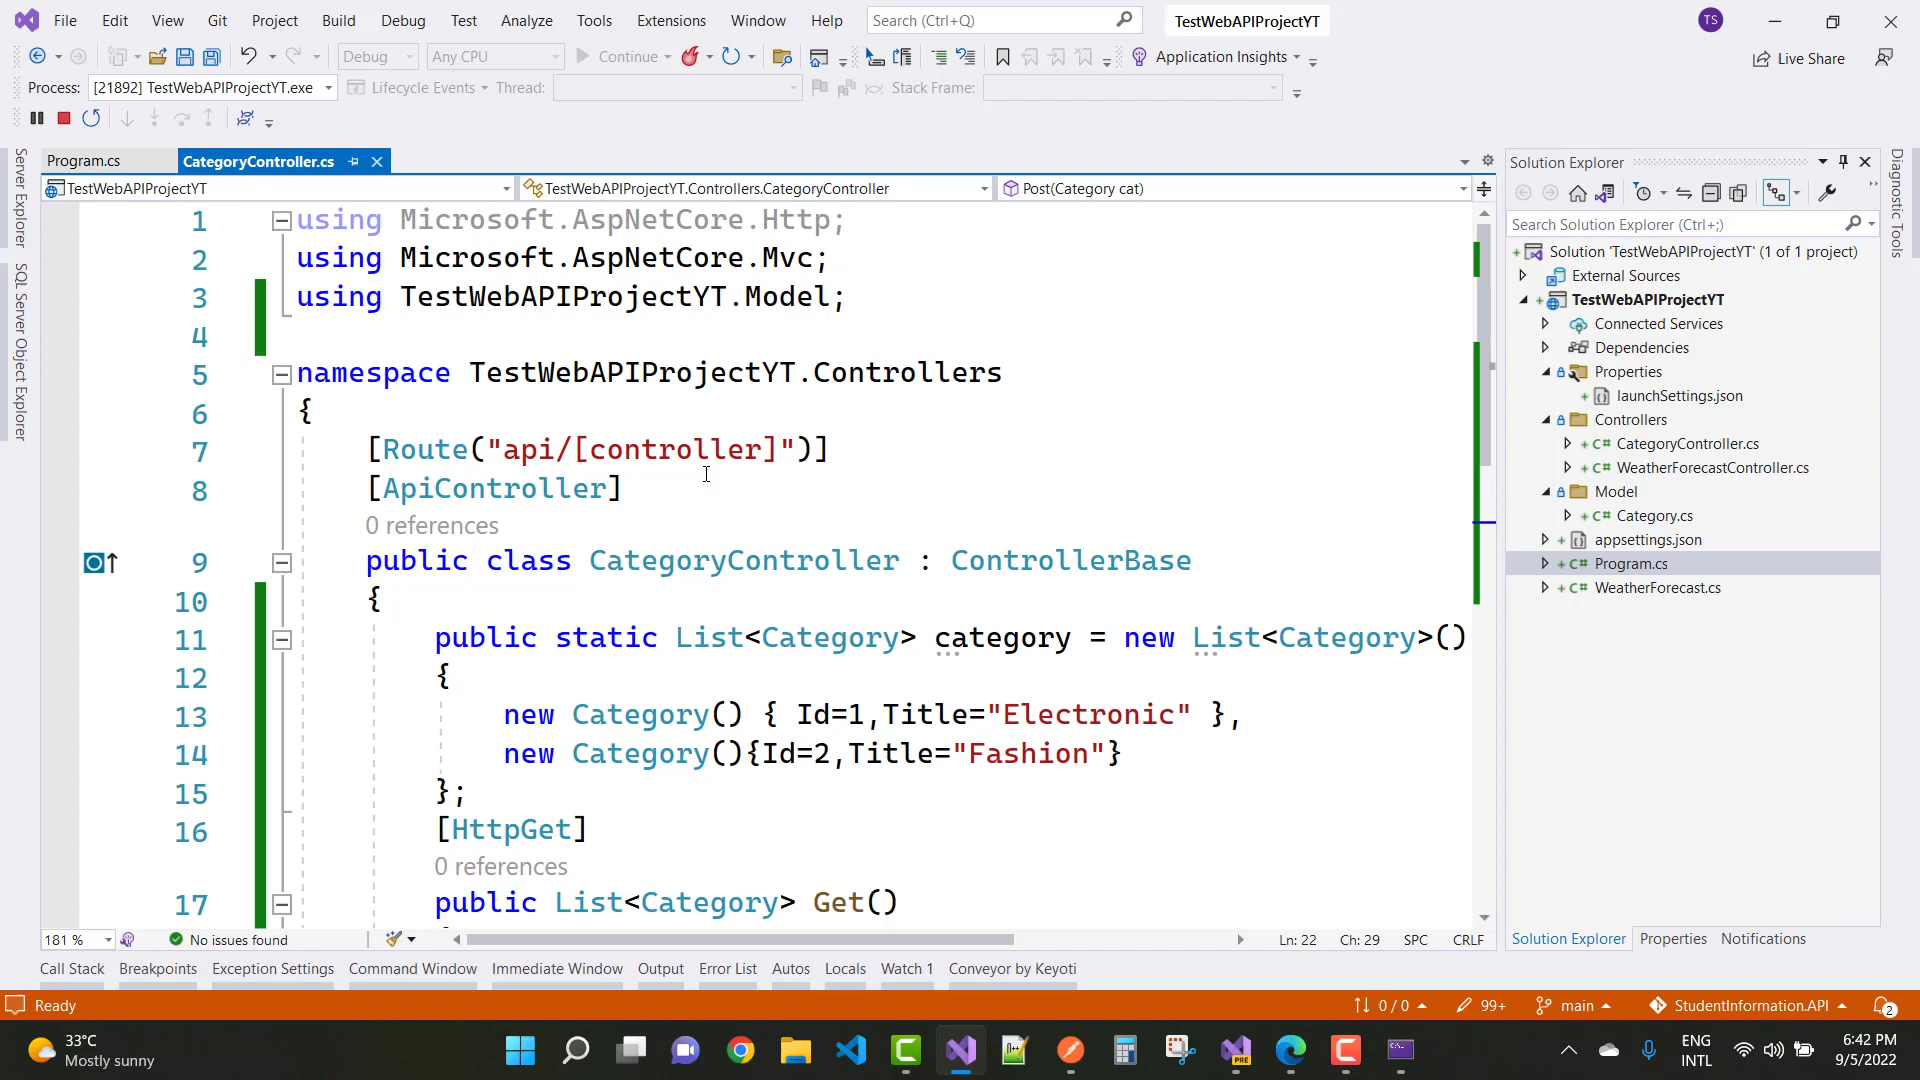 File Edit View Git Project Build Debug Test Analyze Tools Extensions Window Help Search (Ctrl+Q) TestWebAPIProjectYT TS
Debug Any CPU Continue Application Insights Live Share
Process: [21892] TestWebAPIProjectYT.exe Lifecycle Events Thread: Stack Frame:
Program.cs CategoryController.cs
TestWebAPIProjectYT TestWebAPIProjectYT.Controllers.CategoryController Post(Category cat)
Server Explorer
SQL Server Object Explorer
1 using Microsoft.AspNetCore.Http;
2 using Microsoft.AspNetCore.Mvc;
3 using TestWebAPIProjectYT.Model;
4
5 namespace TestWebAPIProjectYT.Controllers
6 {
7 [Route("api/[controller]")]
8 [ApiController]
0 references
9 public class CategoryController : ControllerBase
10 {
11 public static List<Category> category = new List<Category>()
12 {
13 new Category() { Id=1,Title="Electronic" },
14 new Category(){Id=2,Title="Fashion"}
15 };
16 [HttpGet]
0 references
17 public List<Category> Get()
181 % No issues found Ln: 22 Ch: 29 SPC CRLF
Solution Explorer
Search Solution Explorer (Ctrl+;)
Solution 'TestWebAPIProjectYT' (1 of 1 project)
External Sources
TestWebAPIProjectYT
Connected Services
Dependencies
Properties
launchSettings.json
Controllers
C# CategoryController.cs
C# WeatherForecastController.cs
Model
C# Category.cs
appsettings.json
C# Program.cs
C# WeatherForecast.cs
Solution Explorer Properties Notifications
Diagnostic Tools
Call Stack Breakpoints Exception Settings Command Window Immediate Window Output Error List Autos Locals Watch 1 Conveyor by Keyoti
Ready 0 / 0 99+ main StudentInformation.API 2
33°C
Mostly sunny
PRE
ENG
INTL
6:42 PM
9/5/2022